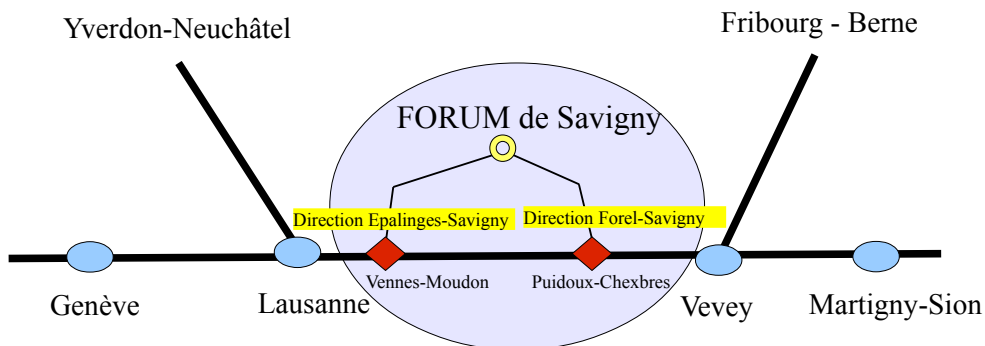 Yverdon-Neuchâtel
Fribourg - Berne
FORUM de Savigny
Direction Epalinges-Savigny
Direction Forel-Savigny
Vennes-Moudon
Puidoux-Chexbres
Genève
Lausanne
Vevey
Martigny-Sion